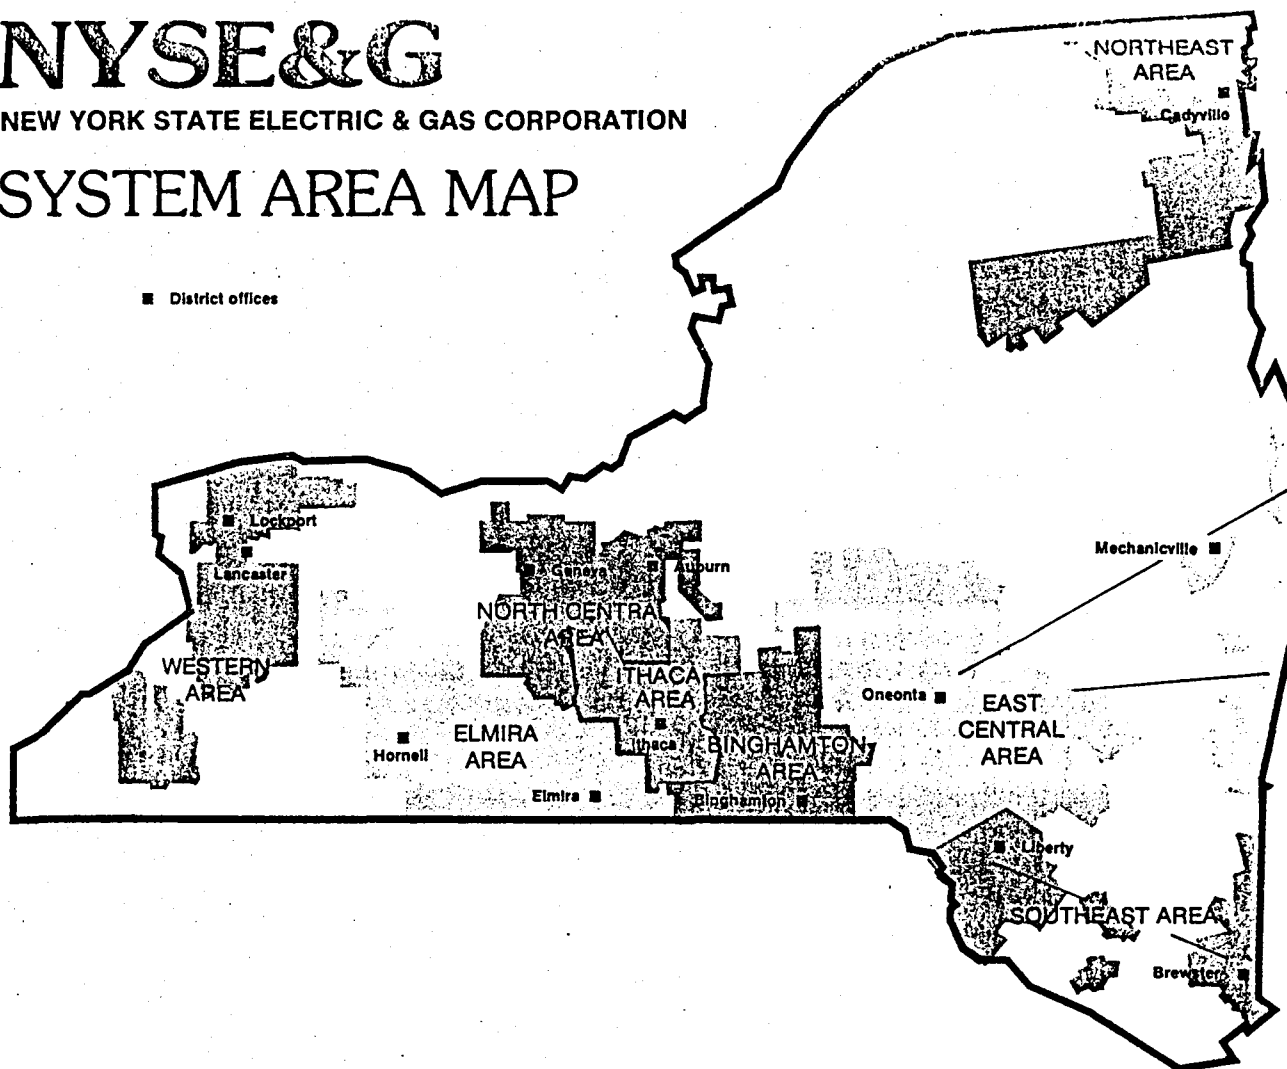 NYSE&G
NEW YORK STATE ELECTRIC & GAS CORPORATION
SYSTEM AREA MAP
District offices
NORTHEAST
AREA
Cadyville
Lockport
Lancaster
WESTERN
AREA
Geneva
Auburn
NORTH CENTRAL
AREA
ITHACA
AREA
Ithaca
Hornell
ELMIRA
AREA
Elmira
BINGHAMTON
AREA
Binghamton
Mechanicville
Oneonta
EAST
CENTRAL
AREA
Liberty
SOUTHEAST AREA
Brewster